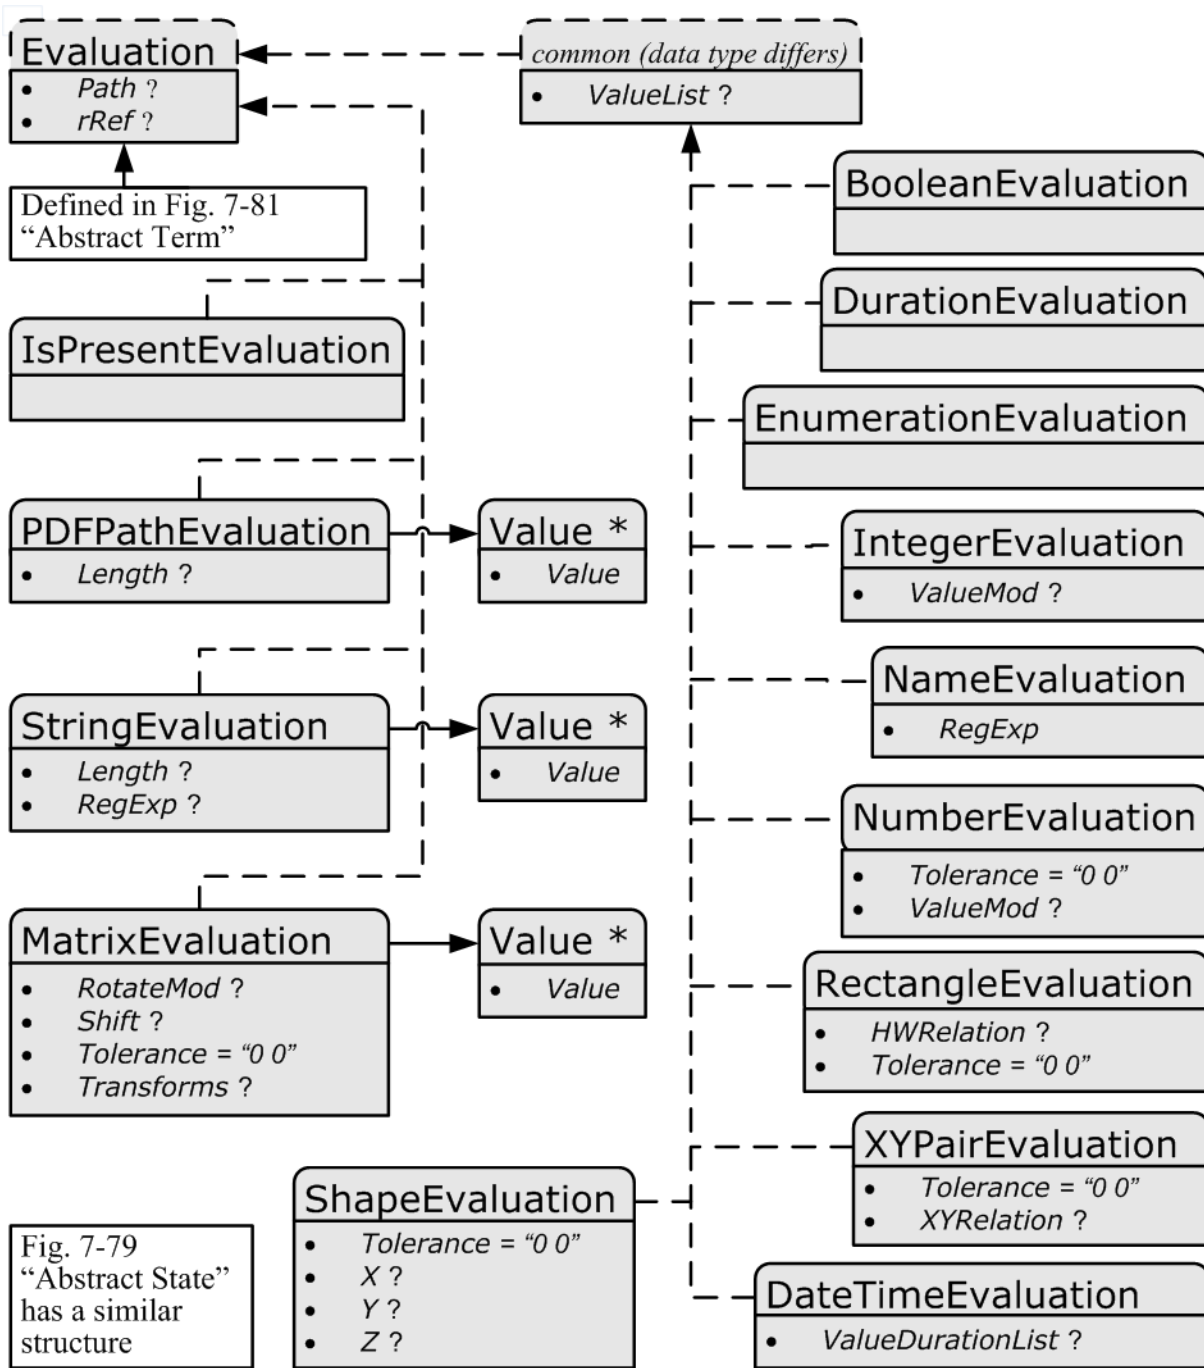 Evaluation
• Path ?
• rRef ?
common (data type differs)
• ValueList ?
Defined in Fig. 7-81
“Abstract Term”
IsPresentEvaluation
PDFPathEvaluation
• Length ?
Value *
• Value
StringEvaluation
• Length ?
• RegExp ?
Value *
• Value
MatrixEvaluation
• RotateMod ?
• Shift ?
• Tolerance = “0 0”
• Transforms ?
Value *
• Value
BooleanEvaluation
DurationEvaluation
EnumerationEvaluation
IntegerEvaluation
• ValueMod ?
NameEvaluation
• RegExp
NumberEvaluation
• Tolerance = “0 0”
• ValueMod ?
RectangleEvaluation
• HWRelation ?
• Tolerance = “0 0”
XYPairEvaluation
• Tolerance = “0 0”
• XYRelation ?
DateTimeEvaluation
• ValueDurationList ?
ShapeEvaluation
• Tolerance = “0 0”
• X ?
• Y ?
• Z ?
Fig. 7-79
“Abstract State”
has a similar
structure